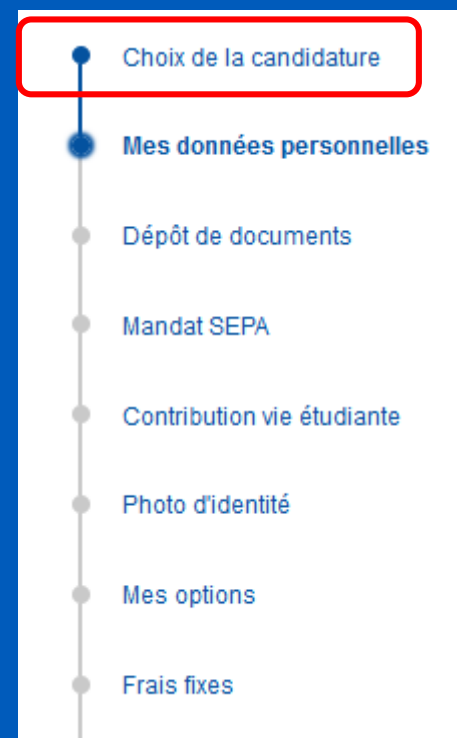 Choix de la candidature
Mes données personnelles
Dépôt de documents
Mandat SEPA
Contribution vie étudiante
Photo d'identité
Mes options
Frais fixes